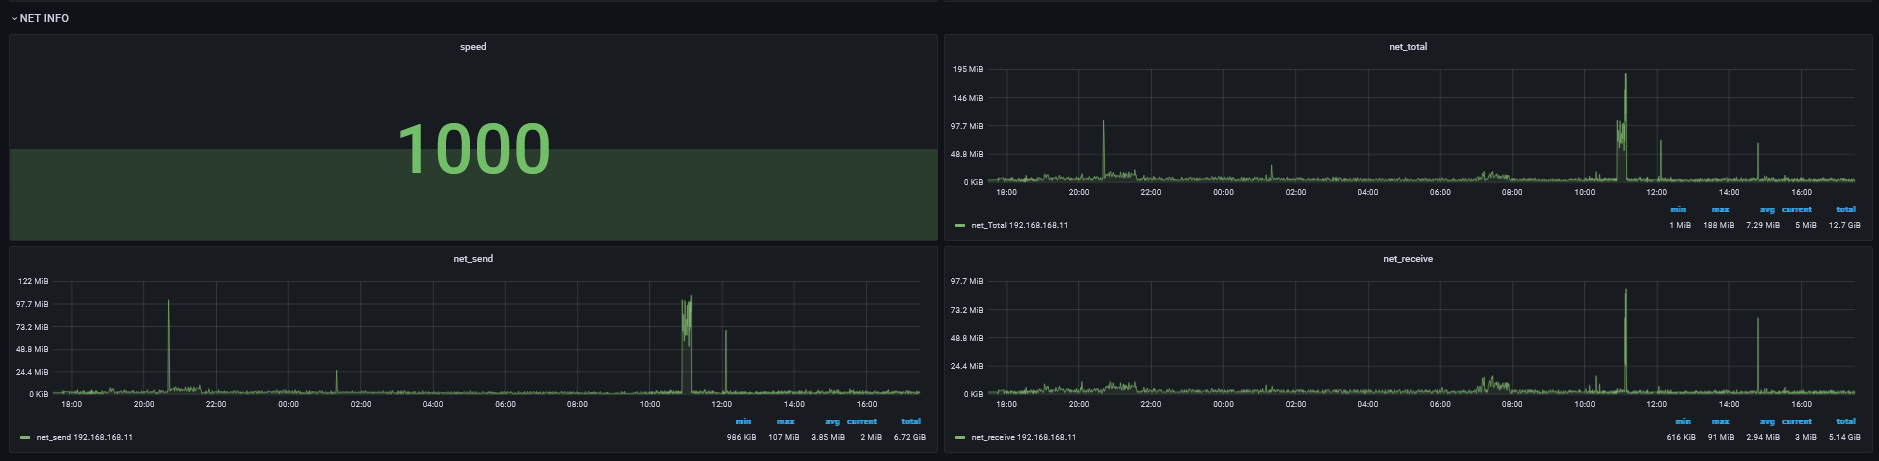 NET INFO
speed
1000
net_total
195 MiB
146 MiB
97.7 MiB
48.8 MiB
0 KiB
18:00 20:00 22:00 00:00 02:00 04:00 06:00 08:00 10:00 12:00 14:00 16:00
min max avg current total
net_Total 192.168.168.11 1 MiB 188 MiB 7.29 MiB 5 MiB 12.7 GiB
net_send
122 MiB
97.7 MiB
73.2 MiB
48.8 MiB
24.4 MiB
0 KiB
18:00 20:00 22:00 00:00 02:00 04:00 06:00 08:00 10:00 12:00 14:00 16:00
min max avg current total
net_send 192.168.168.11 986 KiB 107 MiB 3.85 MiB 2 MiB 6.72 GiB
net_receive
97.7 MiB
73.2 MiB
48.8 MiB
24.4 MiB
0 KiB
18:00 20:00 22:00 00:00 02:00 04:00 06:00 08:00 10:00 12:00 14:00 16:00
min max avg current total
net_receive 192.168.168.11 616 KiB 91 MiB 2.94 MiB 3 MiB 5.14 GiB